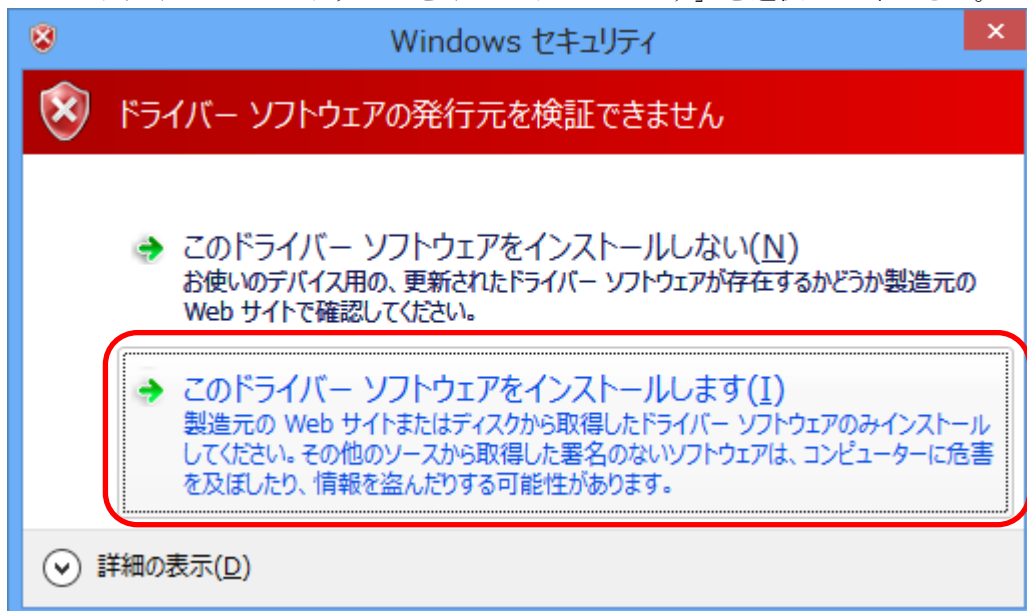 Windows セキュリティ
ドライバー ソフトウェアの発行元を検証できません
このドライバー ソフトウェアをインストールしない(N)
お使いのデバイス用の、更新されたドライバー ソフトウェアが存在するかどうか製造元の
Web サイトで確認してください。
このドライバー ソフトウェアをインストールします(I)
製造元の Web サイトまたはディスクから取得したドライバー ソフトウェアのみインストール
してください。その他のソースから取得した署名のないソフトウェアは、コンピューターに危害
を及ぼしたり、情報を盗んだりする可能性があります。
詳細の表示(D)